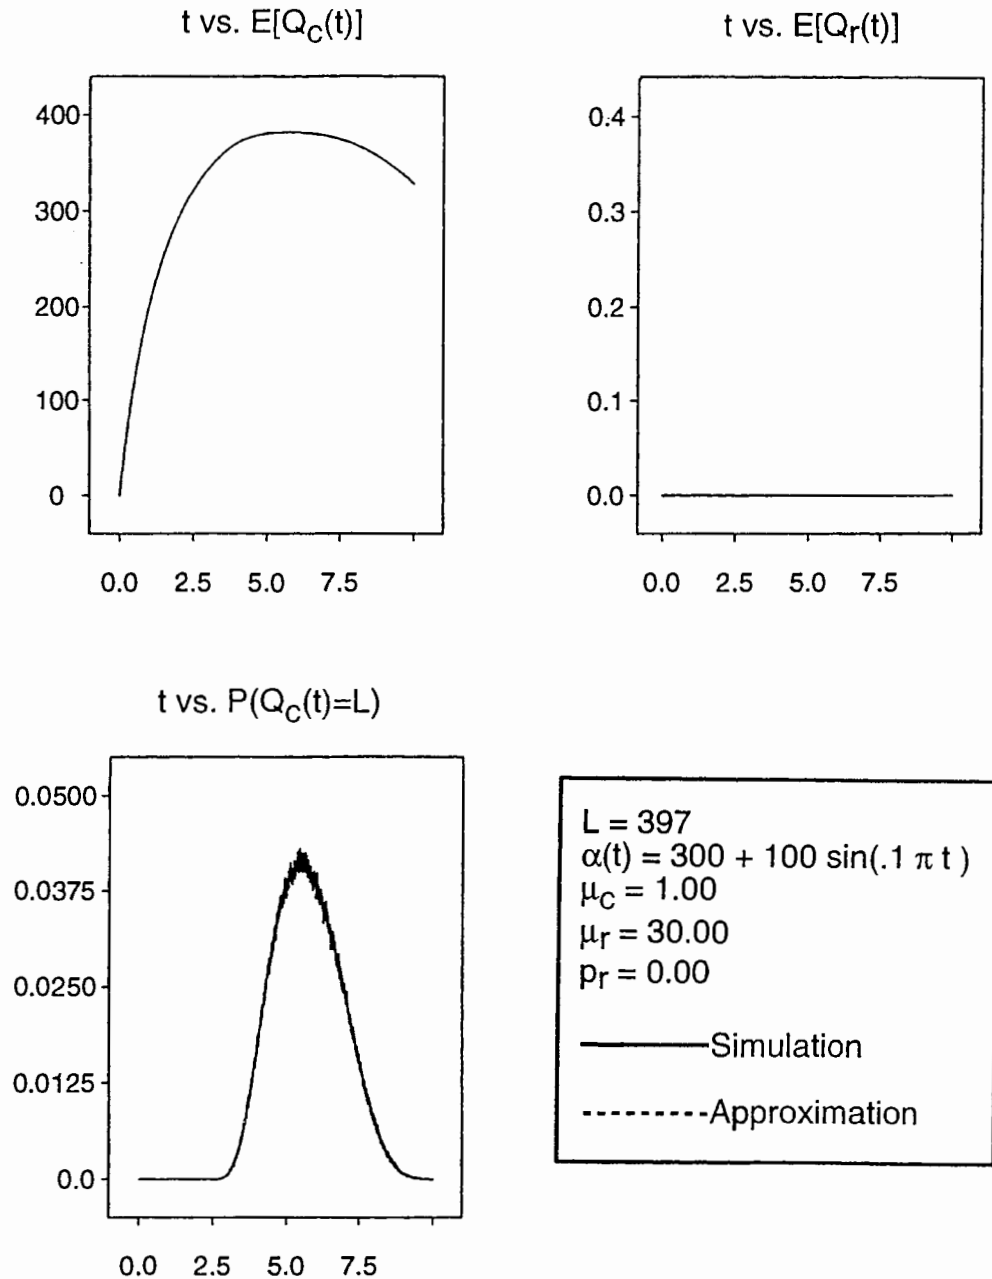 t vs. E[Q_c(t)]
400
300
200
100
0
0.0 2.5 5.0 7.5
t vs. E[Q_r(t)]
0.4
0.3
0.2
0.1
0.0
0.0 2.5 5.0 7.5
t vs. P(Q_c(t)=L)
0.0500
0.0375
0.0250
0.0125
0.0
0.0 2.5 5.0 7.5
L = 397
α(t) = 300 + 100 sin(.1 π t )
μ_c = 1.00
μ_r = 30.00
p_r = 0.00
Simulation
Approximation